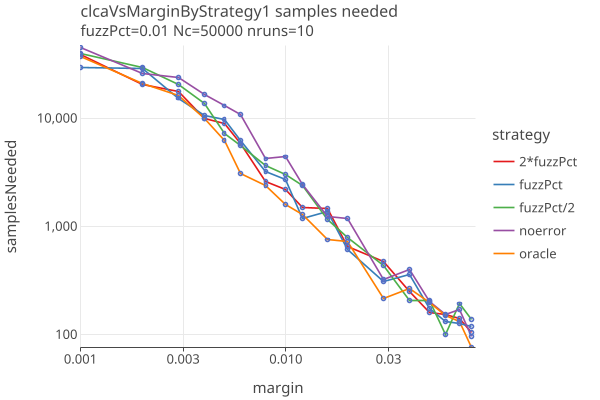 clcaVsMarginByStrategy1 samples needed
fuzzPct=0.01 Nc=50000 nruns=10
samplesNeeded
10,000
1,000
100
0.001
0.003
0.010
0.03
margin
strategy
2*fuzzPct
fuzzPct
fuzzPct/2
noerror
oracle